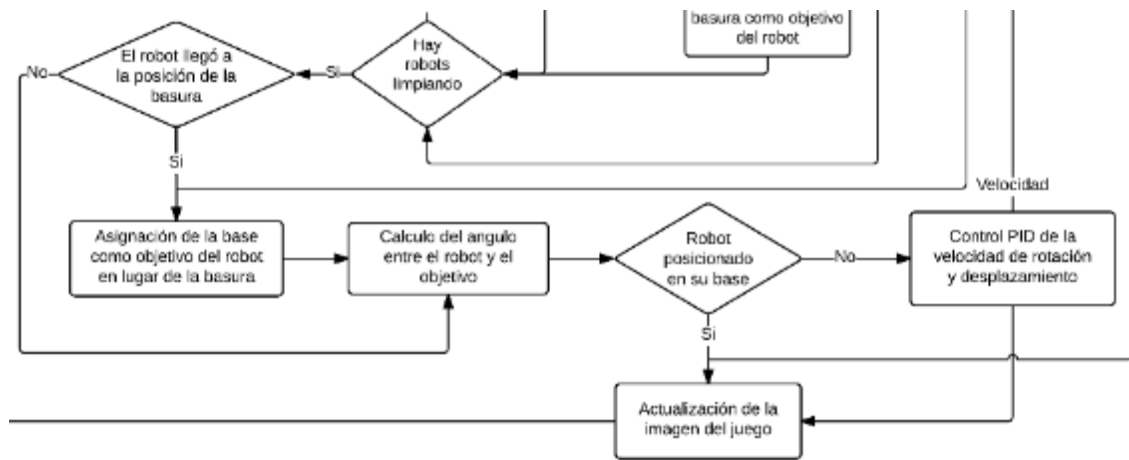 basura como objetivo
del robot
El robot llegó a
la posición de la
basura
No
Si
Hay
robots
limpiando
Si
Velocidad
Asignación de la base
como objetivo del robot
en lugar de la basura
Calculo del angulo
entre el robot y el
objetivo
Robot
posicionado
en su base
No
Control PID de la
velocidad de rotación
y desplazamiento
Si
Actualización de la
imagen del juego